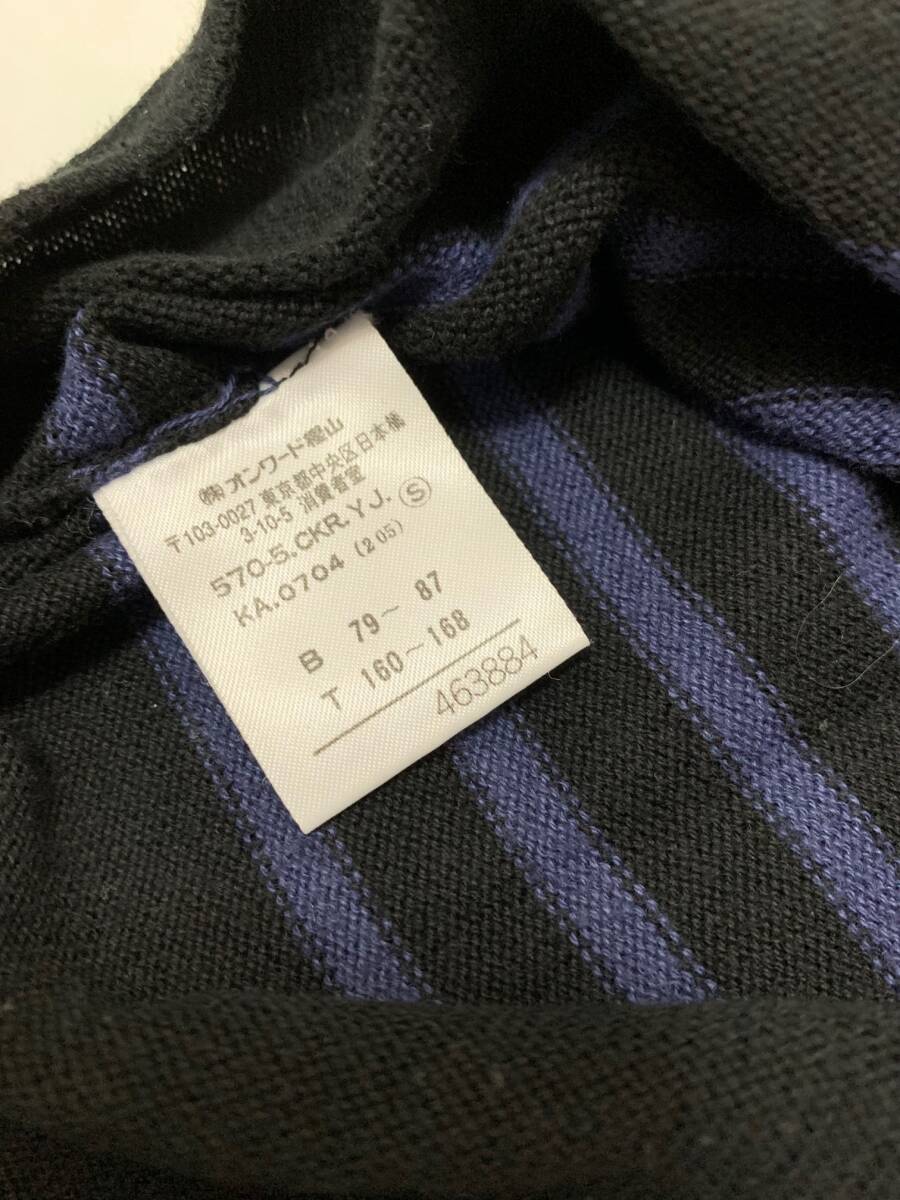 ㈱オンワード樫山
〒103-0027 東京都中央区日本橋
3-10-5 消費者室
570-5.CKR.YJ. Ⓢ
KA.0704 (205)
B 79〜 87
T 160〜168
463884